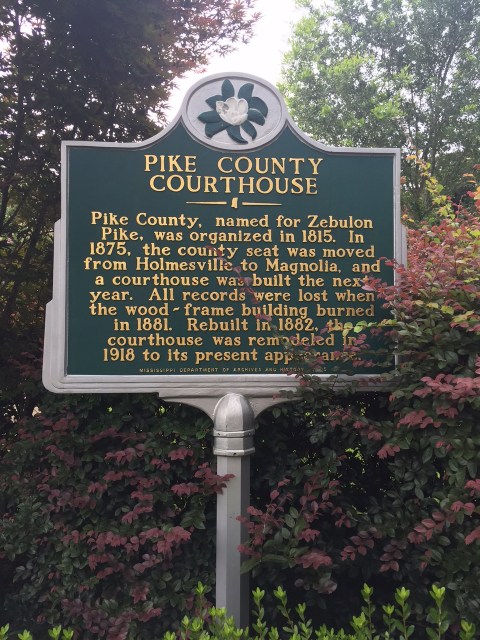 PIKE COUNTY
COURTHOUSE
Pike County, named for Zebulon
Pike, was organized in 1815. In
1875, the county seat was moved
from Holmesville to Magnolia, and
a courthouse was built the next
year. All records were lost when
the wood-frame building burned
in 1881. Rebuilt in 1882, the
courthouse was remodeled in
1918 to its present appearance.
MISSISSIPPI DEPARTMENT OF ARCHIVES AND HISTORY